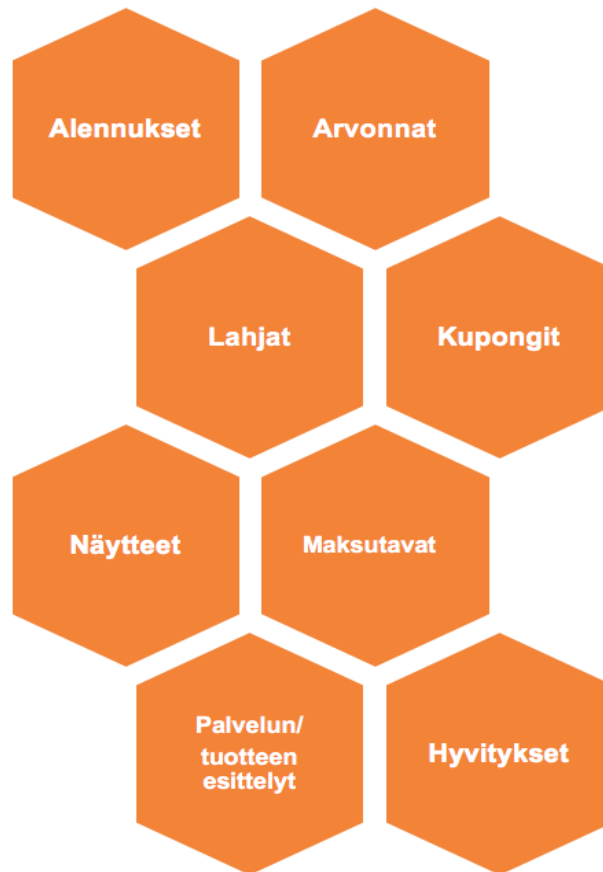 Alennukset
Arvonnat
Lahjat
Kupongit
Näytteet
Maksutavat
Palvelun/
tuotteen
esittelyt
Hyvitykset